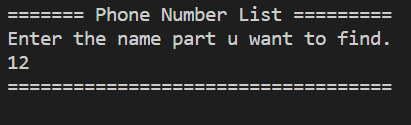 ======= Phone Number List =========
Enter the name part u want to find.
12
===================================